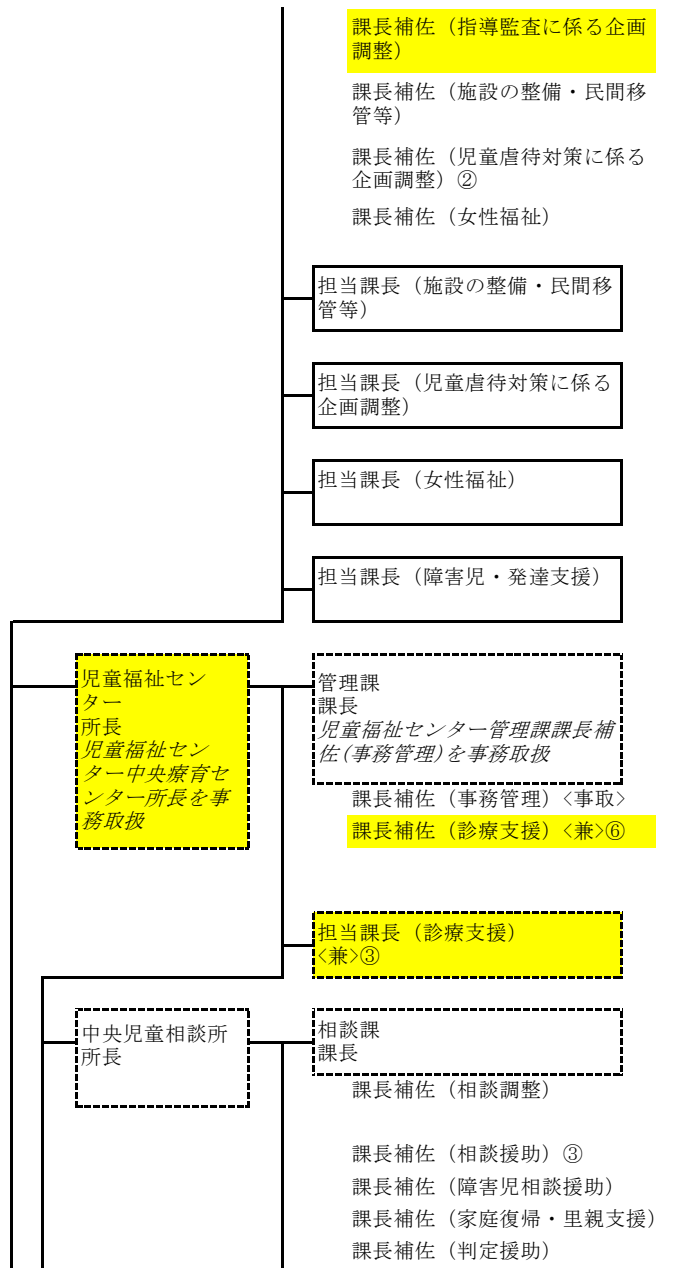 課長補佐（指導監査に係る企画
調整）
課長補佐（施設の整備・民間移
管等）
課長補佐（児童虐待対策に係る
企画調整）②
課長補佐（女性福祉）
担当課長（施設の整備・民間移
管等）
担当課長（児童虐待対策に係る
企画調整）
担当課長（女性福祉）
担当課長（障害児・発達支援）
児童福祉セン
ター
所長
児童福祉セン
ター中央療育セ
ンター所長を事
務取扱
管理課
課長
児童福祉センター管理課課長補
佐(事務管理)を事務取扱
課長補佐（事務管理）<事取>
課長補佐（診療支援）<兼>⑥
担当課長（診療支援）
<兼>③
中央児童相談所
所長
相談課
課長
課長補佐（相談調整）
課長補佐（相談援助）③
課長補佐（障害児相談援助）
課長補佐（家庭復帰・里親支援）
課長補佐（判定援助）